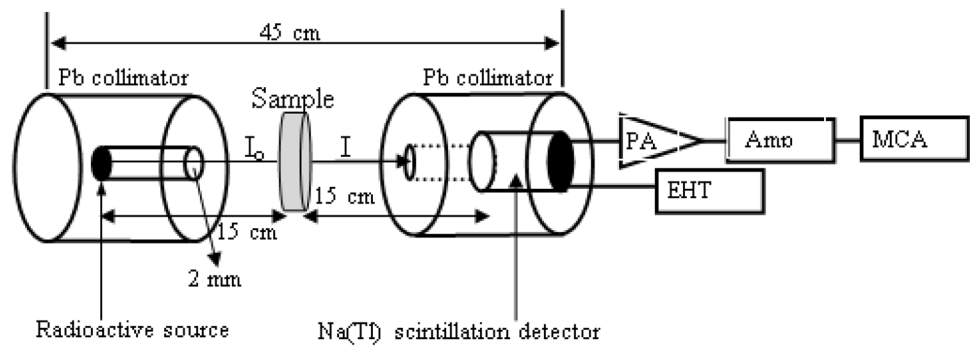 45 cm
Pb collimator
Pb collimator
Sample
Io
I
PA
Amp
MCA
EHT
15 cm
15 cm
2 mm
Radioactive source
Na(Tl) scintillation detector